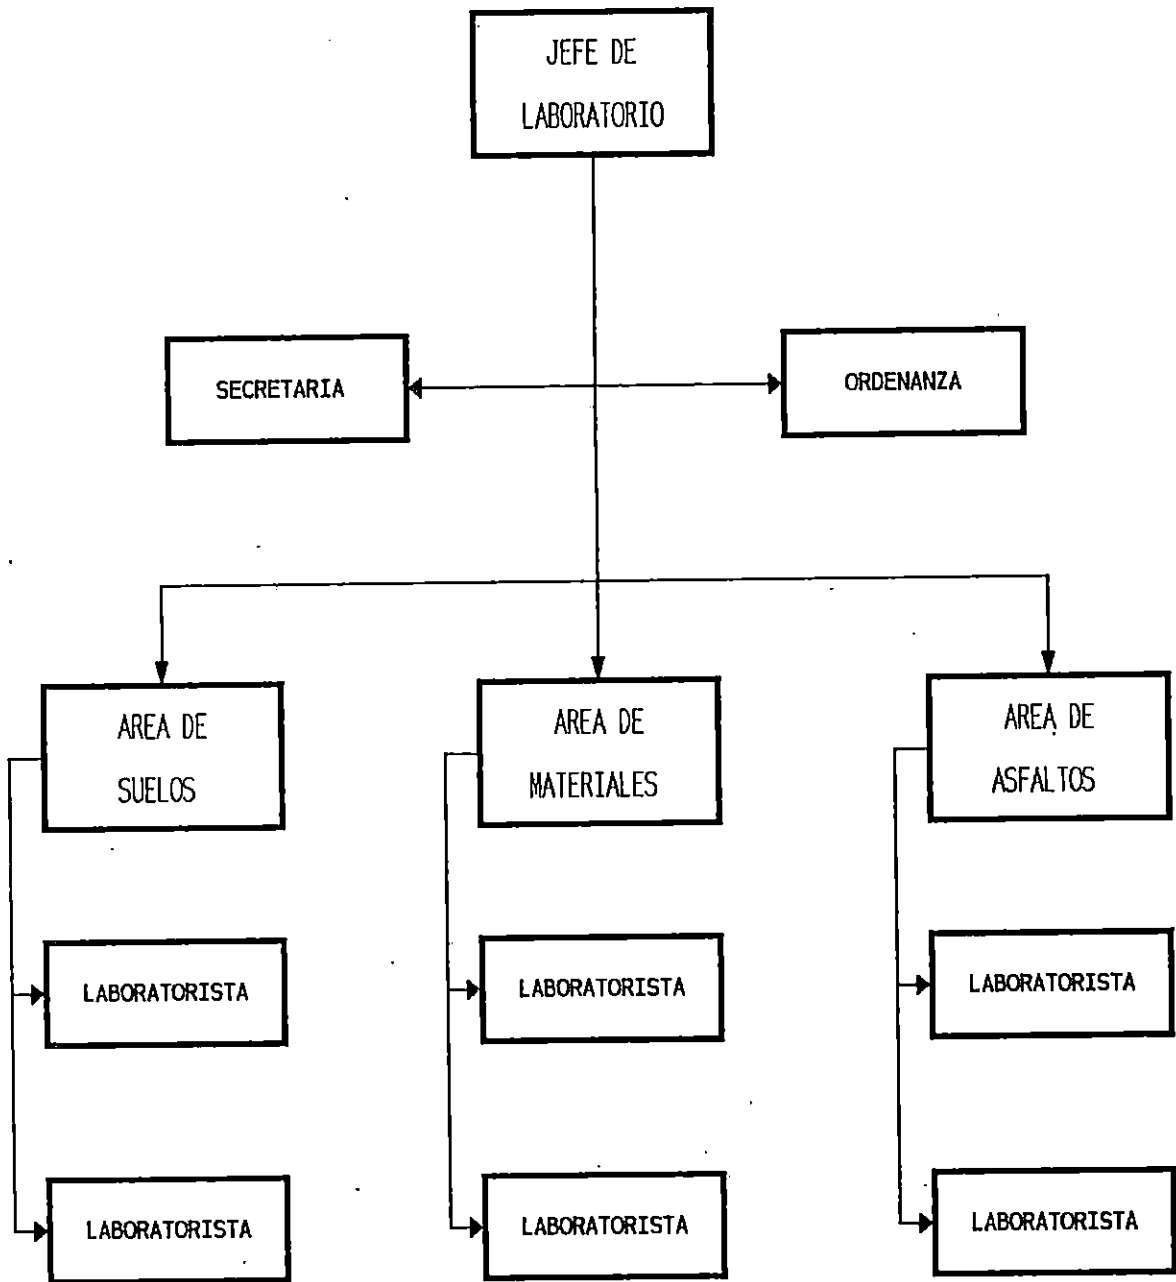 JEFE DE
LABORATORIO
SECRETARIA
ORDENANZA
AREA DE
SUELOS
AREA DE
MATERIALES
AREA DE
ASFALTOS
LABORATORISTA
LABORATORISTA
LABORATORISTA
LABORATORISTA
LABORATORISTA
LABORATORISTA